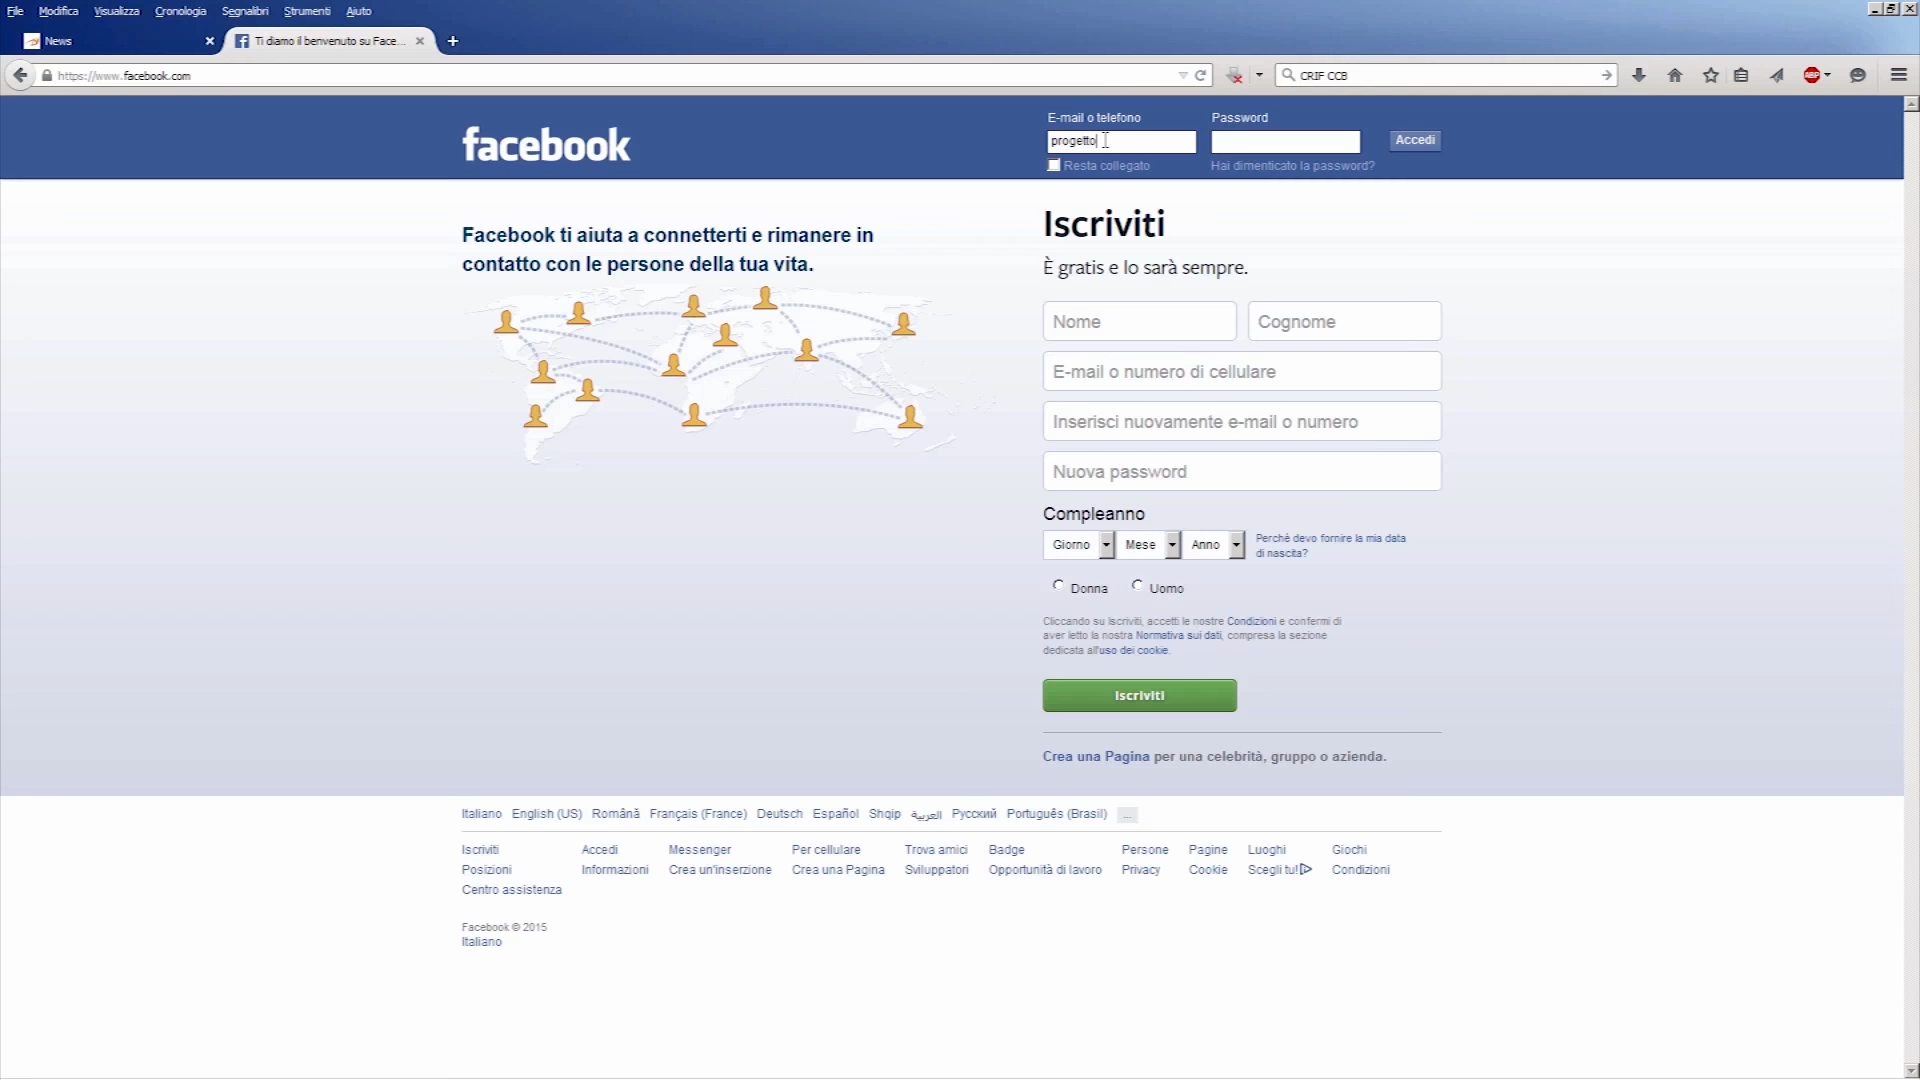 File Modifica Visualizza Cronologia Segnalibri Strumenti Aiuto
News
Ti diamo il benvenuto su Face...
https://www.facebook.com
CRIF CCB
ABP
facebook
E-mail o telefono
Password
progetto
Accedi
Resta collegato
Hai dimenticato la password?
Facebook ti aiuta a connetterti e rimanere in
contatto con le persone della tua vita.
Iscriviti
È gratis e lo sarà sempre.
Nome
Cognome
E-mail o numero di cellulare
Inserisci nuovamente e-mail o numero
Nuova password
Compleanno
Giorno Mese Anno
Perché devo fornire la mia data
di nascita?
Donna Uomo
Cliccando su Iscriviti, accetti le nostre Condizioni e confermi di
aver letto la nostra Normativa sui dati, compresa la sezione
dedicata all'uso dei cookie.
Iscriviti
Crea una Pagina per una celebrità, gruppo o azienda.
Italiano English (US) Română Français (France) Deutsch Español Shqip العربية Русский Português (Brasil) ...
Iscriviti Accedi Messenger Per cellulare Trova amici Badge Persone Pagine Luoghi Giochi
Posizioni Informazioni Crea un'inserzione Crea una Pagina Sviluppatori Opportunità di lavoro Privacy Cookie Scegli tu! Condizioni
Centro assistenza
Facebook © 2015
Italiano